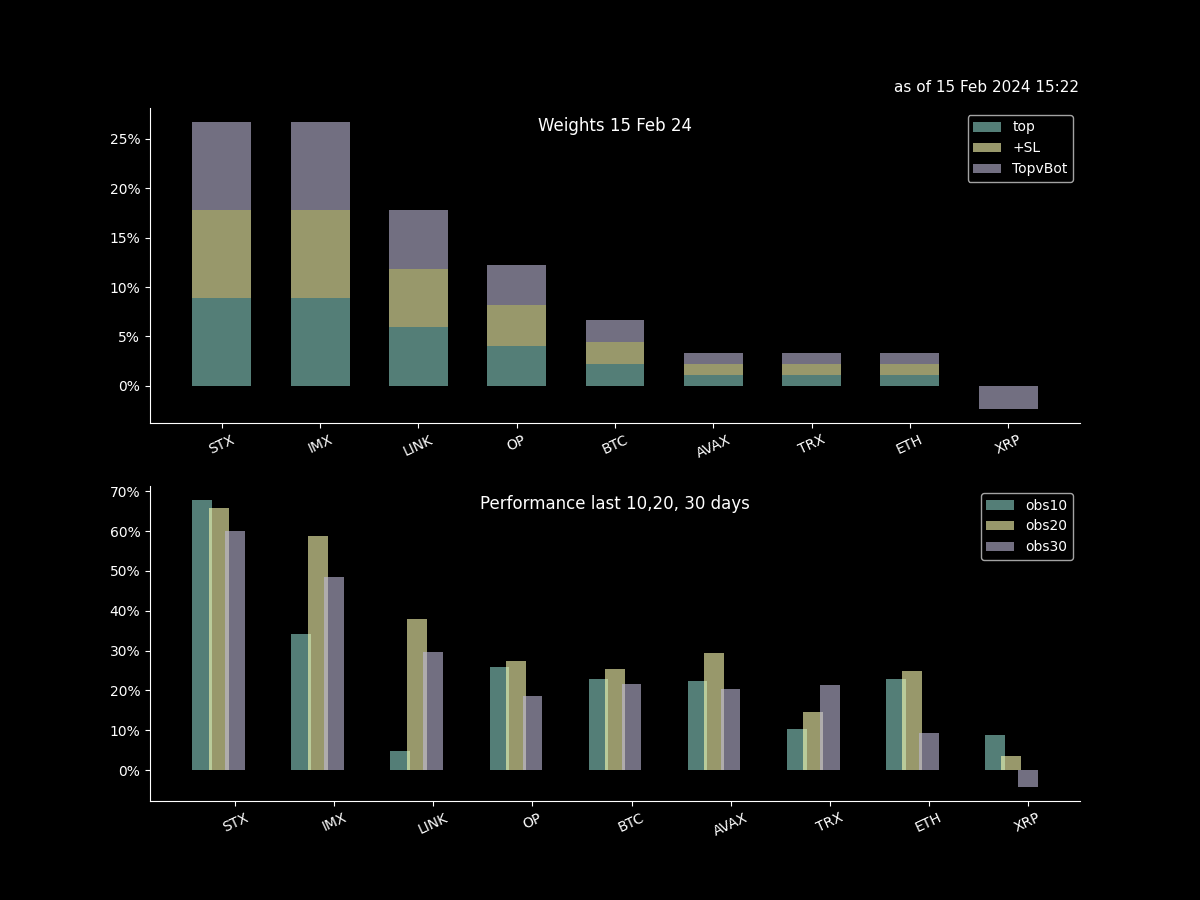 as of 15 Feb 2024 15:22
Weights 15 Feb 24
top
+SL
TopvBot
25%
20%
15%
10%
5%
0%
STX IMX LINK OP BTC AVAX TRX ETH XRP
Performance last 10,20, 30 days
obs10
obs20
obs30
70%
60%
50%
40%
30%
20%
10%
0%
STX IMX LINK OP BTC AVAX TRX ETH XRP